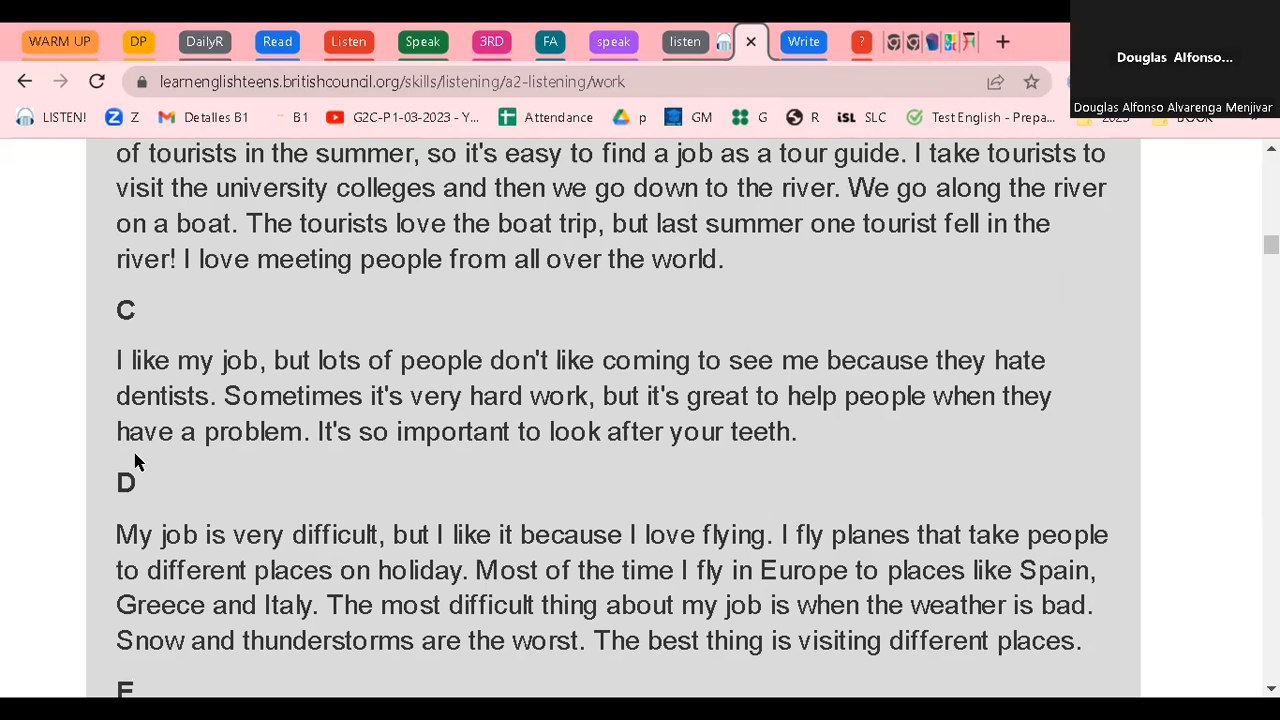 WARM UP DP DailyR Read Listen Speak 3RD FA speak listen Write ?
Douglas Alfonso...
learnenglishteens.britishcouncil.org/skills/listening/a2-listening/work
Douglas Alfonso Alvarenga Menjivar
LISTEN! Z Detalles B1 B1 G2C-P1-03-2023 - Y... Attendance p GM G R SLC Test English - Prepa...
of tourists in the summer, so it's easy to find a job as a tour guide. I take tourists to
visit the university colleges and then we go down to the river. We go along the river
on a boat. The tourists love the boat trip, but last summer one tourist fell in the
river! I love meeting people from all over the world.
C
I like my job, but lots of people don't like coming to see me because they hate
dentists. Sometimes it's very hard work, but it's great to help people when they
have a problem. It's so important to look after your teeth.
D
My job is very difficult, but I like it because I love flying. I fly planes that take people
to different places on holiday. Most of the time I fly in Europe to places like Spain,
Greece and Italy. The most difficult thing about my job is when the weather is bad.
Snow and thunderstorms are the worst. The best thing is visiting different places.